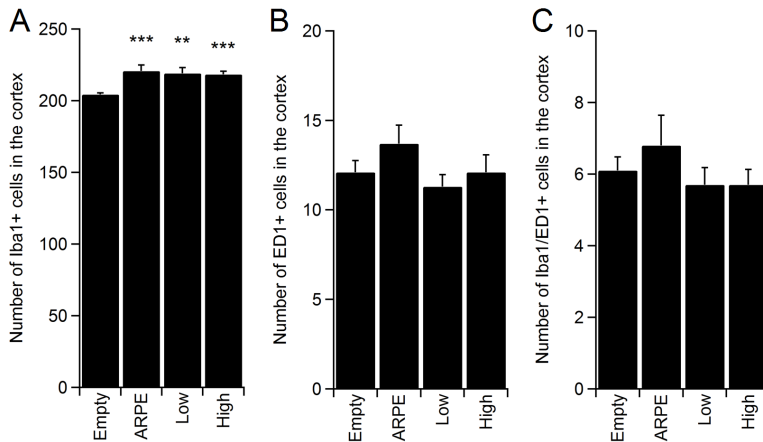 A
Number of Iba1+ cells in the cortex
250
200
150
200
250
0
***
**
***
Empty
ARPE
Low
High
B
Number of ED1+ cells in the cortex
20
15
10
5
0
Empty
ARPE
Low
High
C
Number of Iba1/ED1+ cells in the cortex
10
8
6
4
2
0
Empty
ARPE
Low
High